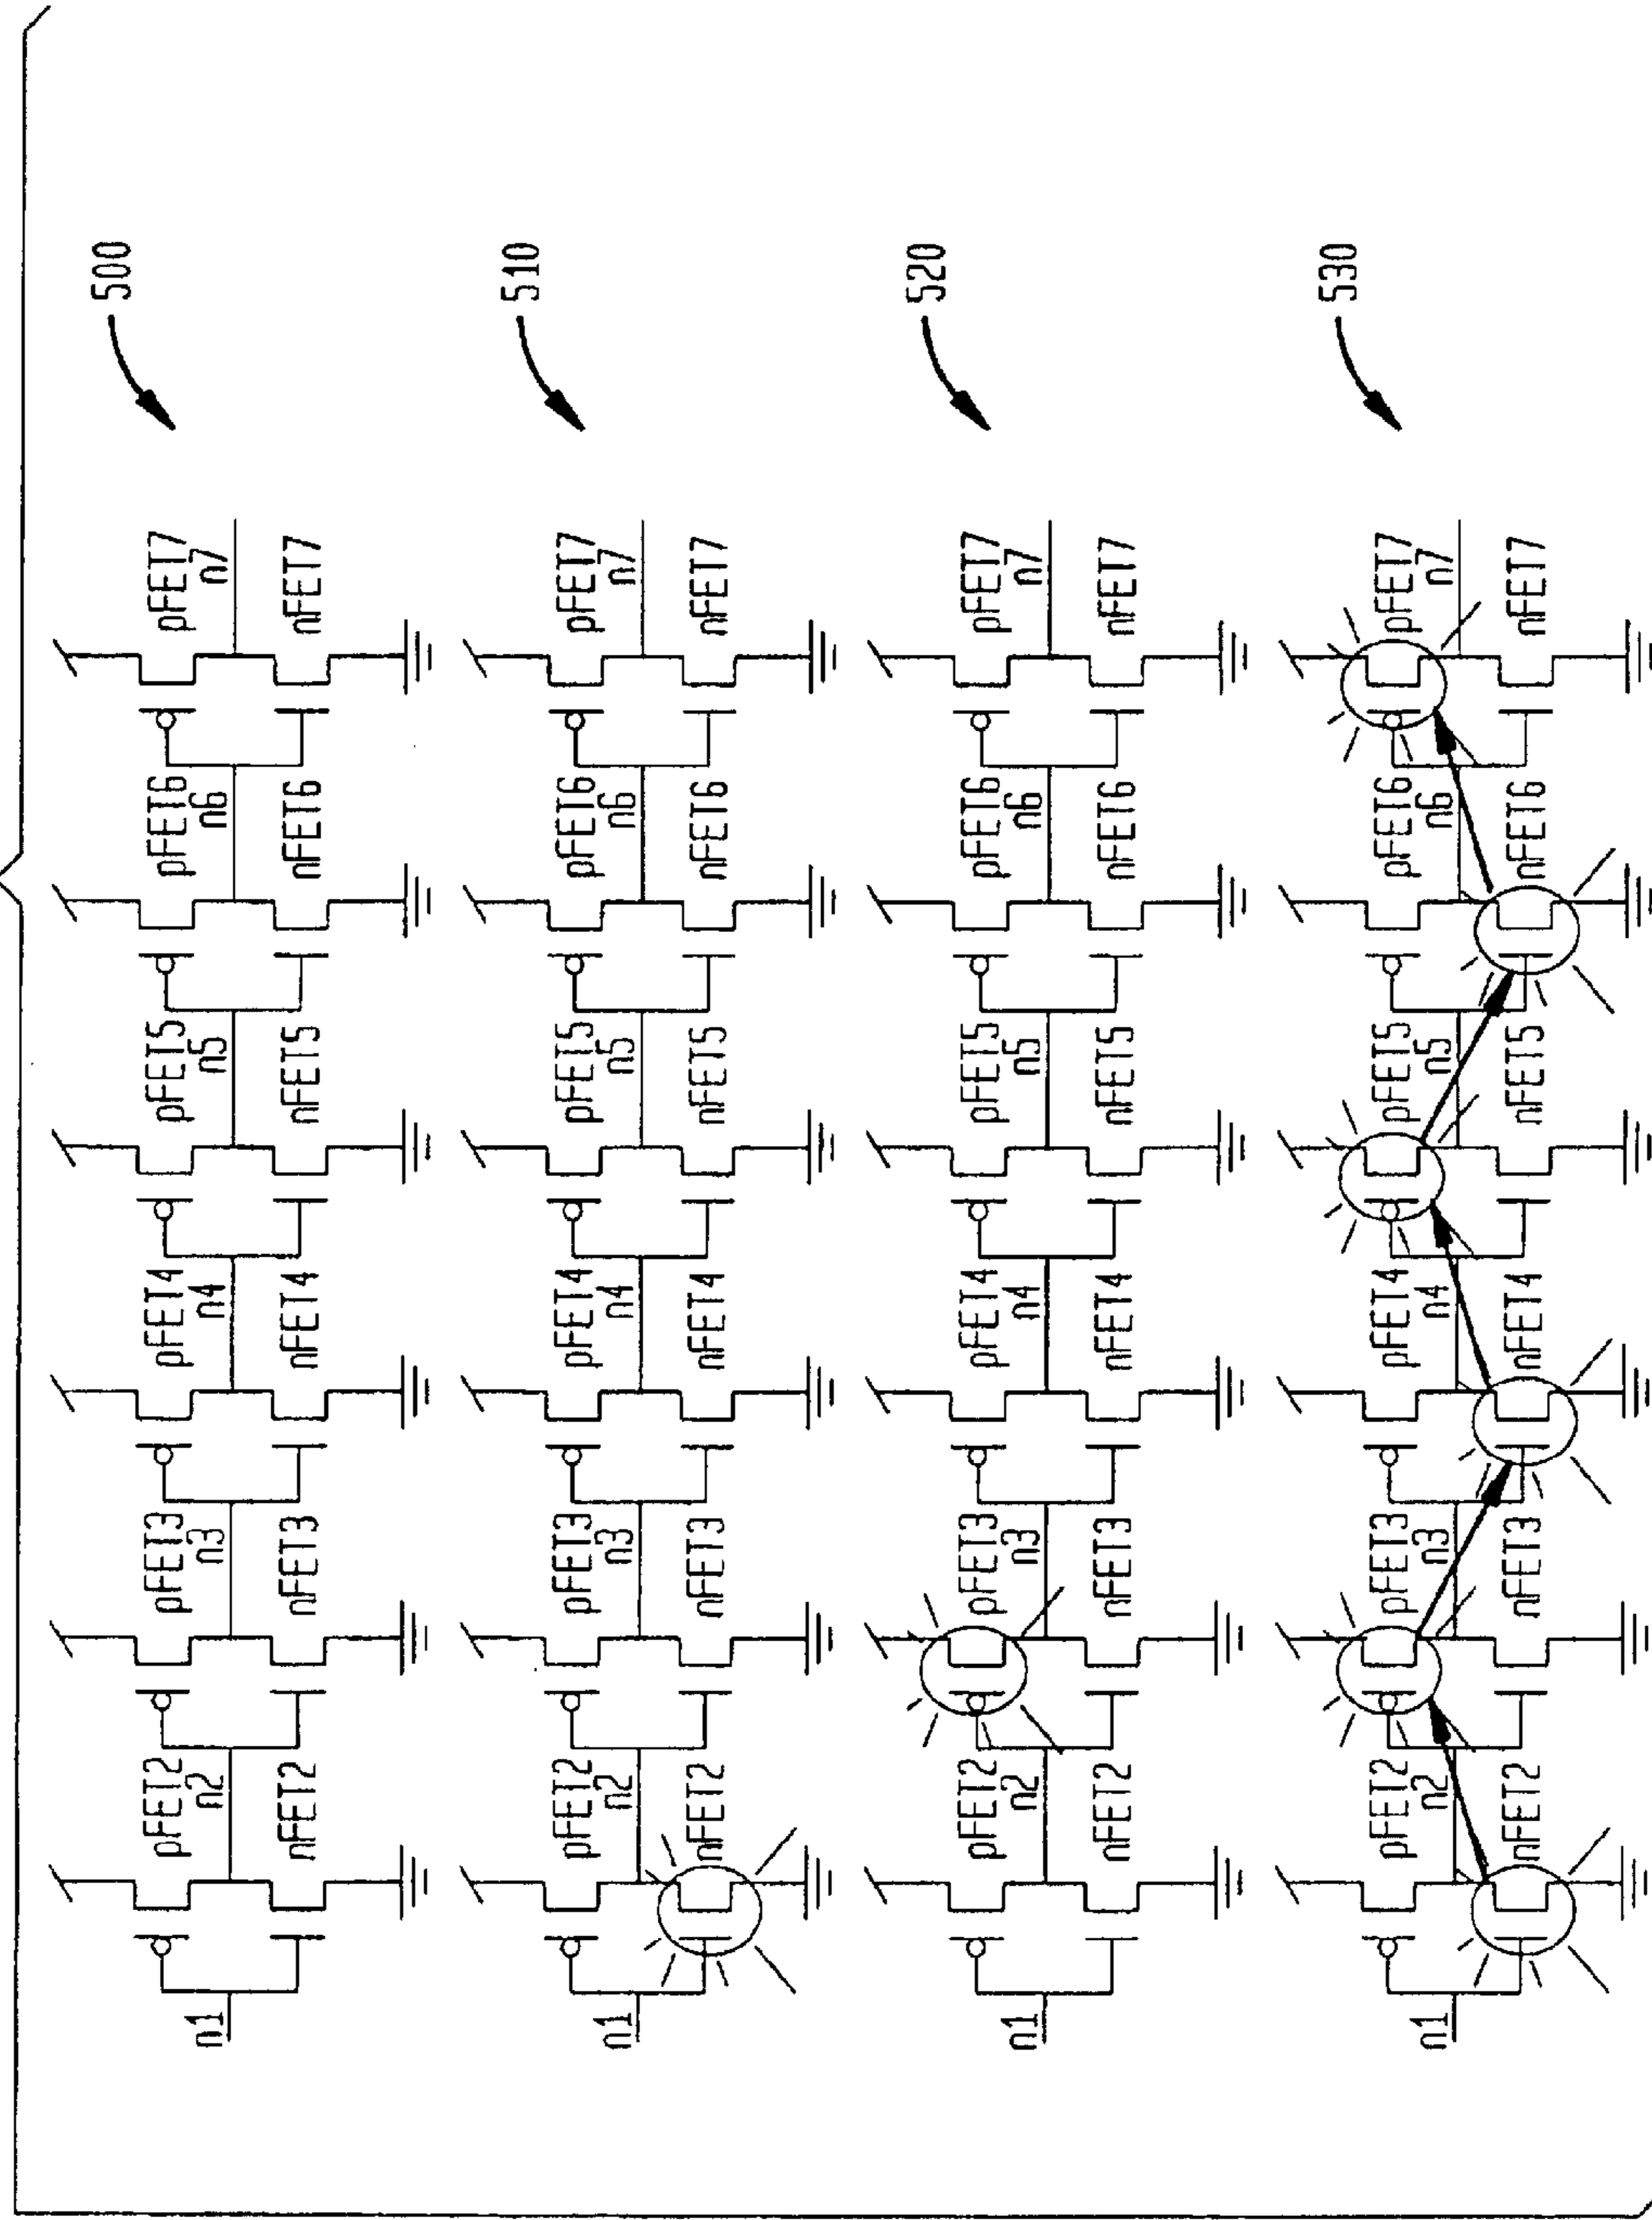 500
pFET2 pFET3 pFET4 pFET5 pFET6 pFET7
n1 n2 n3 n4 n5 n6 n7
nFET2 nFET3 nFET4 nFET5 nFET6 nFET7
510
pFET2 pFET3 pFET4 pFET5 pFET6 pFET7
n1 n2 n3 n4 n5 n6 n7
nFET2 nFET3 nFET4 nFET5 nFET6 nFET7
520
pFET2 pFET3 pFET4 pFET5 pFET6 pFET7
n1 n2 n3 n4 n5 n6 n7
nFET2 nFET3 nFET4 nFET5 nFET6 nFET7
530
pFET2 pFET3 pFET4 pFET5 pFET6 pFET7
n1 n2 n3 n4 n5 n6 n7
nFET2 nFET3 nFET4 nFET5 nFET6 nFET7